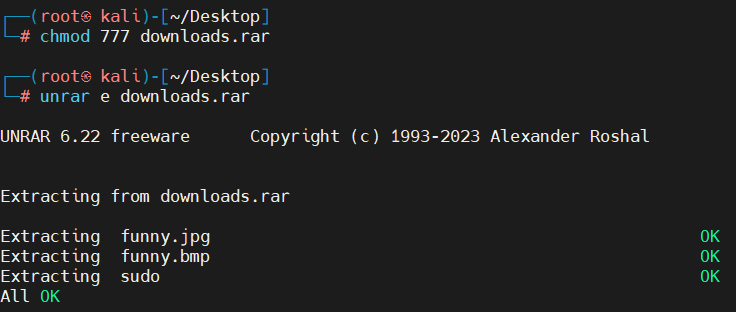 ┌──(root㉿ kali)-[~/Desktop]
└─# chmod 777 downloads.rar
┌──(root㉿ kali)-[~/Desktop]
└─# unrar e downloads.rar
UNRAR 6.22 freeware      Copyright (c) 1993-2023 Alexander Roshal
Extracting from downloads.rar
Extracting  funny.jpg                                                 OK
Extracting  funny.bmp                                                 OK
Extracting  sudo                                                      OK
All OK